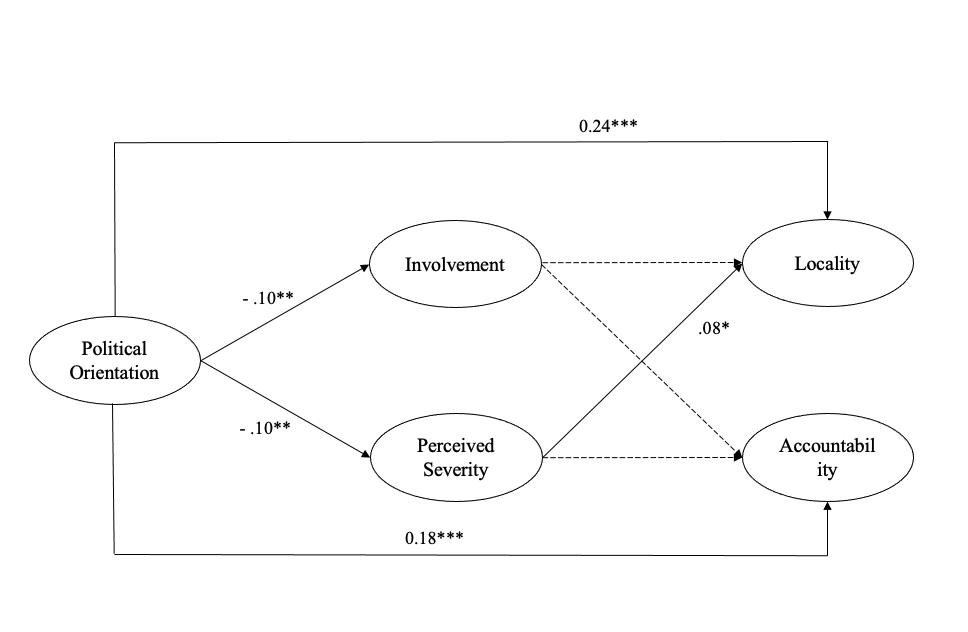 0.24***
Involvement
Locality
- .10**
.08*
Political
Orientation
- .10**
Perceived
Severity
Accountabil
ity
0.18***